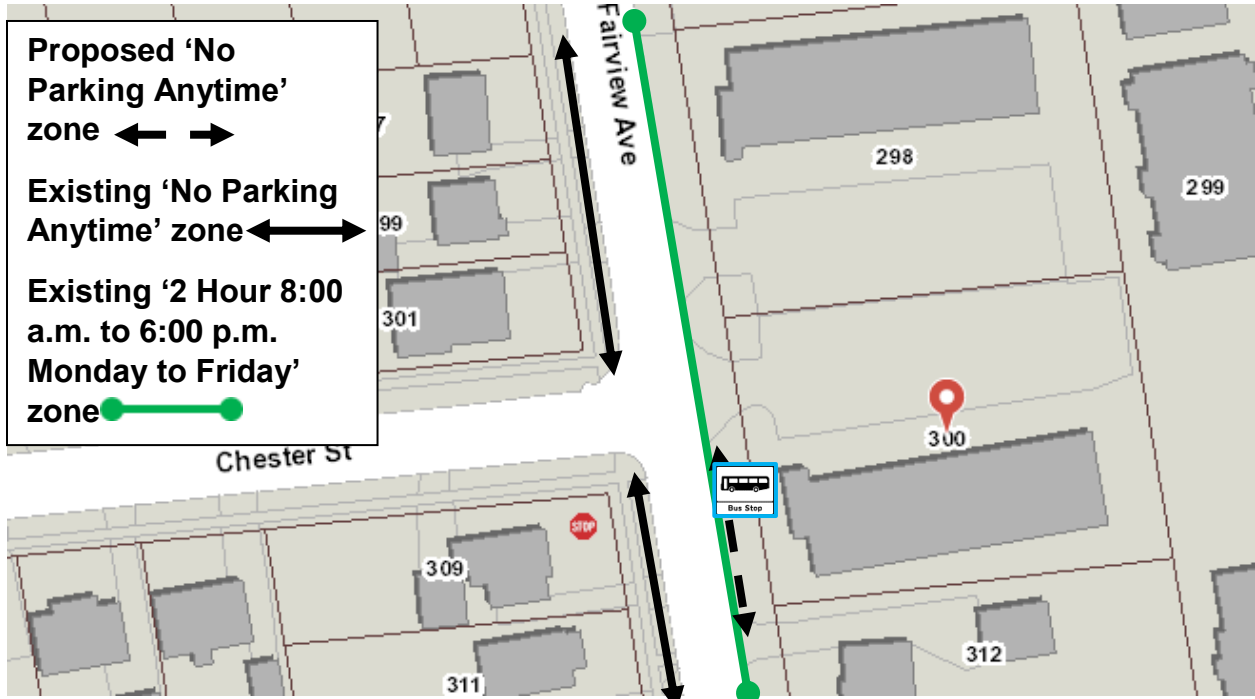 Proposed ‘No
Parking Anytime’
zone
Existing ‘No Parking
Anytime’ zone
Existing ‘2 Hour 8:00
a.m. to 6:00 p.m.
Monday to Friday’
zone
Fairview Ave
298
299
7
99
301
300
Chester St
Bus Stop
STOP
309
312
311